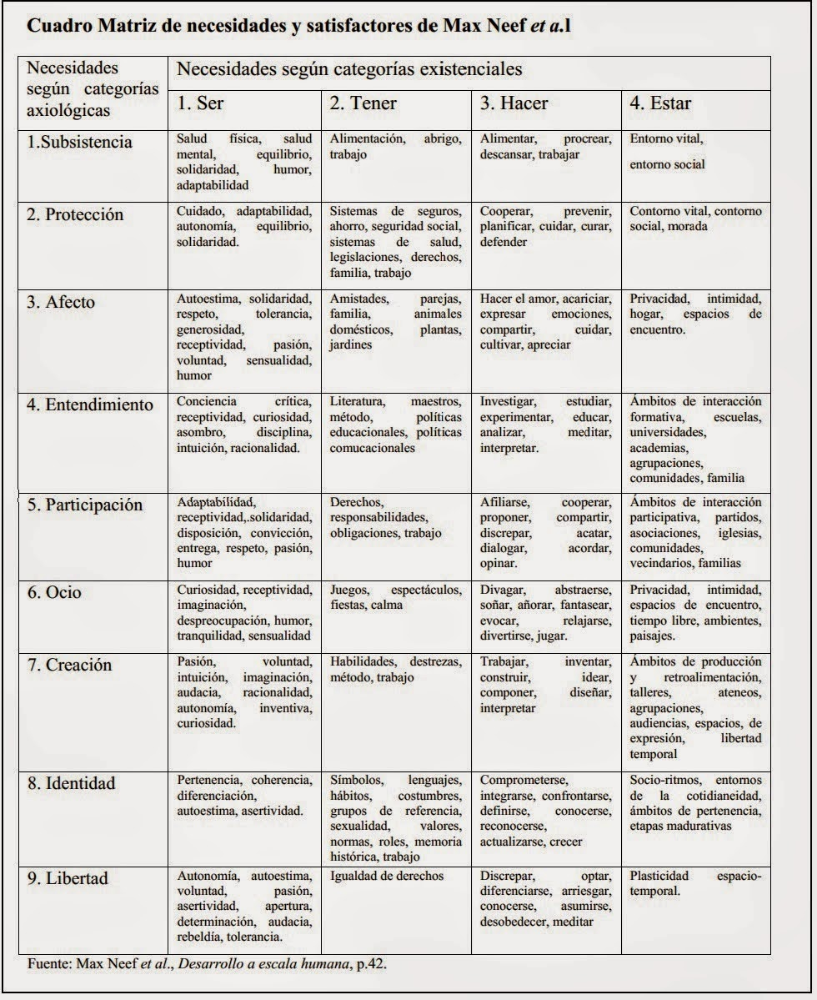 Cuadro Matriz de necesidades y satisfactores de Max Neef et a.l
Necesidades
según categorías
axiológicas
Necesidades según categorías existenciales
1. Ser
2. Tener
3. Hacer
4. Estar
1.Subsistencia
Salud física, salud
mental, equilibrio,
solidaridad, humor,
adaptabilidad
Alimentación, abrigo,
trabajo
Alimentar, procrear,
descansar, trabajar
Entorno vital,
entorno social
2. Protección
Cuidado, adaptabilidad,
autonomía, equilibrio,
solidaridad.
Sistemas de seguros,
ahorro, seguridad social,
sistemas de salud,
legislaciones, derechos,
familia, trabajo
Cooperar, prevenir,
planificar, cuidar, curar,
defender
Contorno vital, contorno
social, morada
3. Afecto
Autoestima, solidaridad,
respeto, tolerancia,
generosidad,
receptividad, pasión,
voluntad, sensualidad,
humor
Amistades, parejas,
familia, animales
domésticos, plantas,
jardines
Hacer el amor, acariciar,
expresar emociones,
compartir, cuidar,
cultivar, apreciar
Privacidad, intimidad,
hogar, espacios de
encuentro.
4. Entendimiento
Conciencia crítica,
receptividad, curiosidad,
asombro, disciplina,
intuición, racionalidad.
Literatura, maestros,
método, políticas
educacionales, políticas
comucacionales
Investigar, estudiar,
experimentar, educar,
analizar, meditar,
interpretar.
Ámbitos de interacción
formativa, escuelas,
universidades,
academias,
agrupaciones,
comunidades, familia
5. Participación
Adaptabilidad,
receptividad,.solidaridad,
disposición, convicción,
entrega, respeto, pasión,
humor
Derechos,
responsabilidades,
obligaciones, trabajo
Afiliarse, cooperar,
proponer, compartir,
discrepar, acatar,
dialogar, acordar,
opinar.
Ámbitos de interacción
participativa, partidos,
asociaciones, iglesias,
comunidades,
vecindarios, familias
6. Ocio
Curiosidad, receptividad,
imaginación,
despreocupación, humor,
tranquilidad, sensualidad
Juegos, espectáculos,
fiestas, calma
Divagar, abstraerse,
soñar, añorar, fantasear,
evocar, relajarse,
divertirse, jugar.
Privacidad, intimidad,
espacios de encuentro,
tiempo libre, ambientes,
paisajes.
7. Creación
Pasión, voluntad,
intuición, imaginación,
audacia, racionalidad,
autonomía, inventiva,
curiosidad.
Habilidades, destrezas,
método, trabajo
Trabajar, inventar,
construir, idear,
componer, diseñar,
interpretar
Ámbitos de producción
y retroalimentación,
talleres, ateneos,
agrupaciones,
audiencias, espacios, de
expresión, libertad
temporal
8. Identidad
Pertenencia, coherencia,
diferenciación,
autoestima, asertividad.
Símbolos, lenguajes,
hábitos, costumbres,
grupos de referencia,
sexualidad, valores,
normas, roles, memoria
histórica, trabajo
Comprometerse,
integrarse, confrontarse,
definirse, conocerse,
reconocerse,
actualizarse, crecer
Socio-ritmos, entornos
de la cotidianeidad,
ámbitos de pertenencia,
etapas madurativas
9. Libertad
Autonomía, autoestima,
voluntad, pasión,
asertividad, apertura,
determinación, audacia,
rebeldía, tolerancia.
Igualdad de derechos
Discrepar, optar,
diferenciarse, arriesgar,
conocerse, asumirse,
desobedecer, meditar
Plasticidad espacio-
temporal.
Fuente: Max Neef et al., Desarrollo a escala humana, p.42.